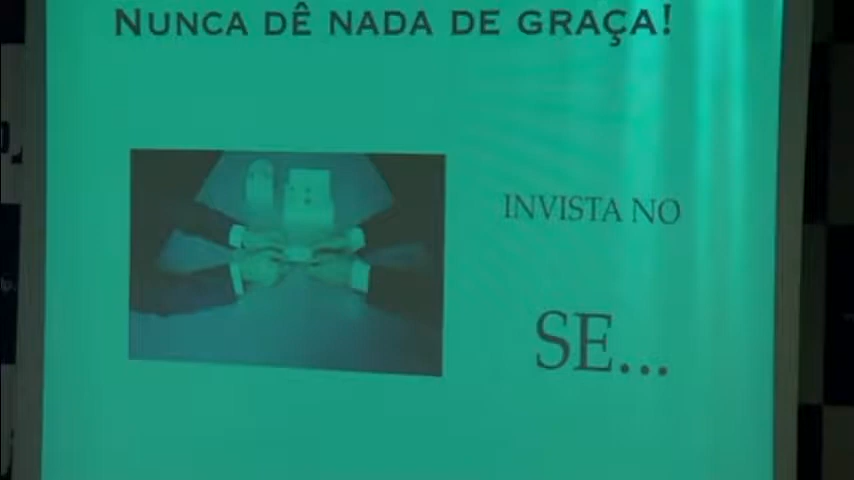 NUNCA DÊ NADA DE GRAÇA!
INVISTA NO
SE...